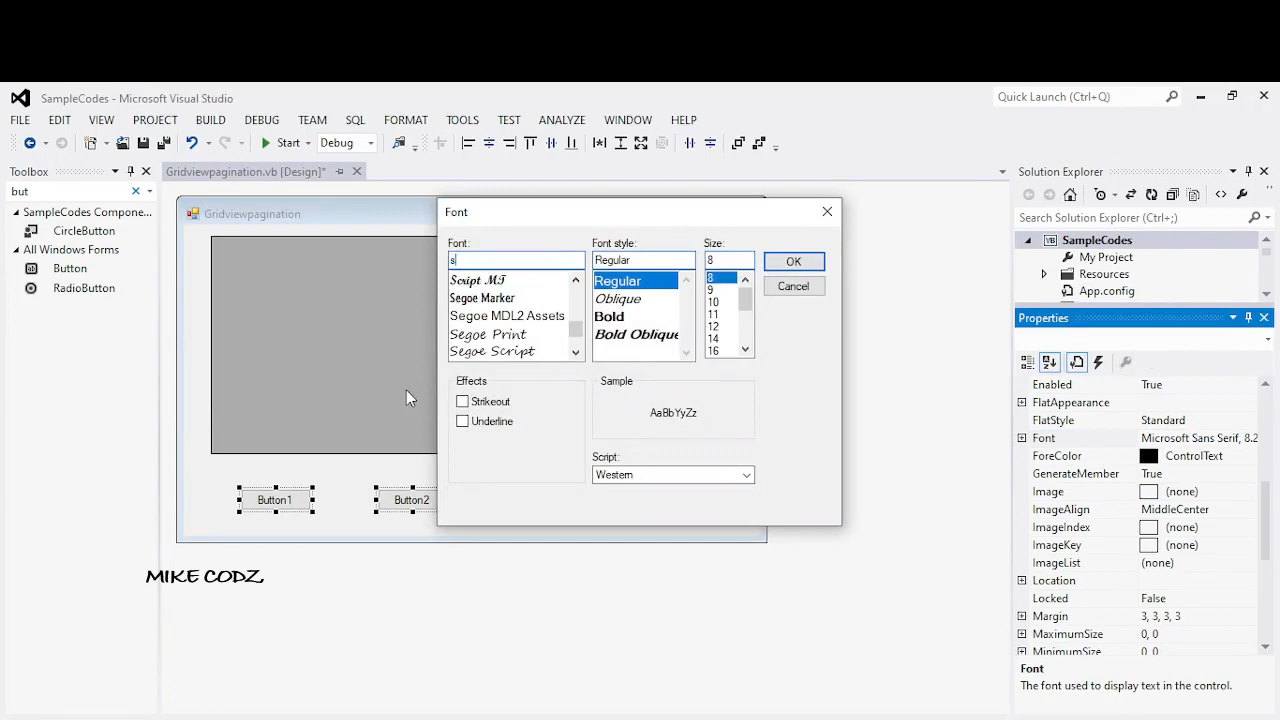 SampleCodes - Microsoft Visual Studio
Quick Launch (Ctrl+Q)
FILE EDIT VIEW PROJECT BUILD DEBUG TEAM SQL FORMAT TOOLS TEST ANALYZE WINDOW HELP
Start Debug
Toolbox
but
SampleCodes Compone...
CircleButton
All Windows Forms
Button
RadioButton
Gridviewpagination.vb [Design]*
Gridviewpagination
Button1
Button2
MIKE CODZ
Font
Font:
s
Script MT
Segoe Marker
Segoe MDL2 Assets
Segoe Print
Segoe Script
Font style:
Regular
Regular
Oblique
Bold
Bold Oblique
Size:
8
8
9
10
11
12
14
16
OK
Cancel
Effects
Strikeout
Underline
Sample
AaBbYyZz
Script:
Western
Solution Explorer
Search Solution Explorer (Ctrl+;)
SampleCodes
My Project
Resources
App.config
Properties
Enabled True
FlatAppearance
FlatStyle Standard
Font Microsoft Sans Serif, 8.2
ForeColor ControlText
GenerateMember True
Image (none)
ImageAlign MiddleCenter
ImageIndex (none)
ImageKey (none)
ImageList (none)
Location
Locked False
Margin 3, 3, 3, 3
MaximumSize 0, 0
MinimumSize 0, 0
Font
The font used to display text in the control.